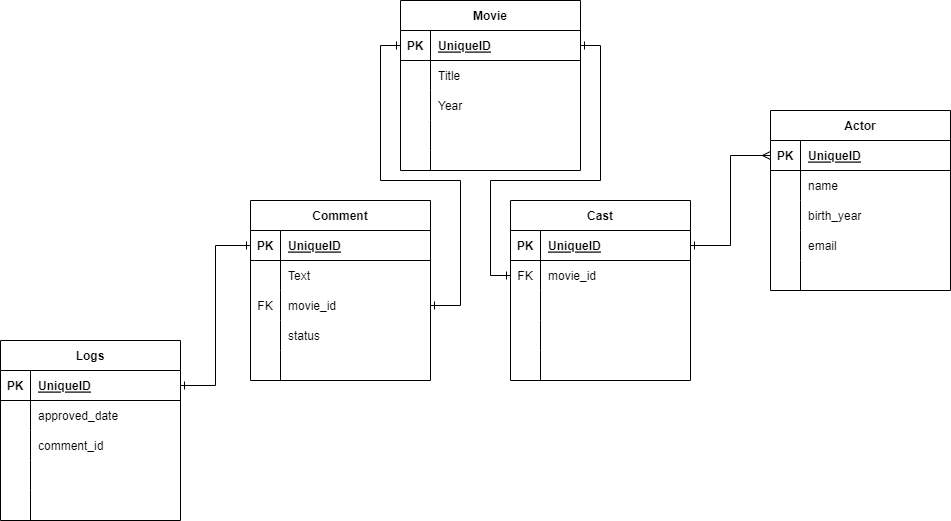 Movie
PK UniqueID
Title
Year
Actor
PK UniqueID
name
birth_year
email
Comment
PK UniqueID
Text
FK movie_id
status
Cast
PK UniqueID
FK movie_id
Logs
PK UniqueID
approved_date
comment_id